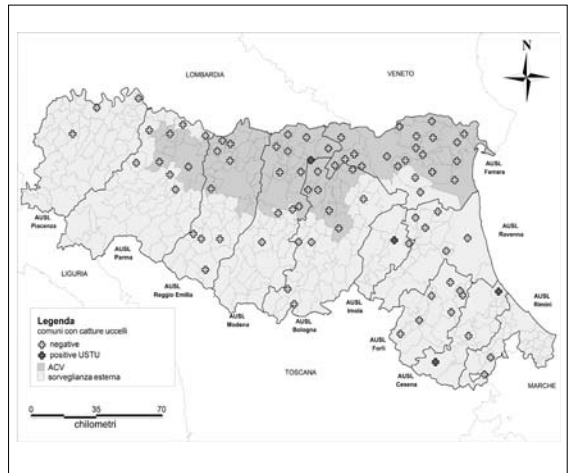 N
LOMBARDIA
VENETO
AUSL
Ferrara
AUSL
Piacenza
AUSL
Ravenna
AUSL
Parma
LIGURIA
AUSL
Reggio Emilia
AUSL
Rimini
AUSL
Imola
AUSL
Modena
AUSL
Bologna
AUSL
Forlì
TOSCANA
AUSL
Cesena
MARCHE
Legenda
comuni con catture uccelli
negative
positive USTU
ACV
sorveglianza esterna
0 35 70
chilometri